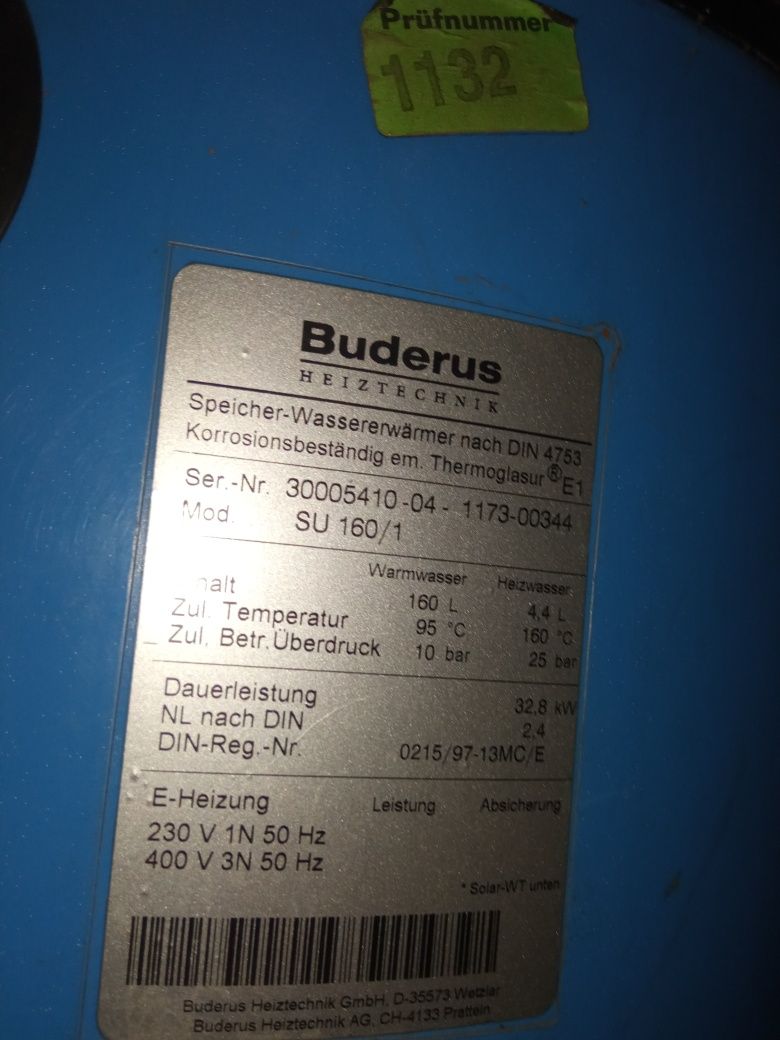 Prüfnummer
1132
Buderus
HEIZTECHNIK
Speicher-Wassererwärmer nach DIN 4753
Korrosionsbeständig em. Thermoglasur® E1
Ser.-Nr. 30005410-04 - 1173-00344
Mod. SU 160/1
Warmwasser Heizwasser
halt 160 L 4,4 L
Zul. Temperatur 95 °C 160 °C
Zul. Betr.Überdruck 10 bar 25 bar
Dauerleistung 32,8 kW
NL nach DIN 2,4
DIN-Reg.-Nr. 0215/97-13MC/E
E-Heizung Leistung Absicherung
230 V 1N 50 Hz
400 V 3N 50 Hz
* Solar-WT unten
Buderus Heiztechnik GmbH, D-35573 Wetzlar
Buderus Heiztechnik AG, CH-4133 Pratteln